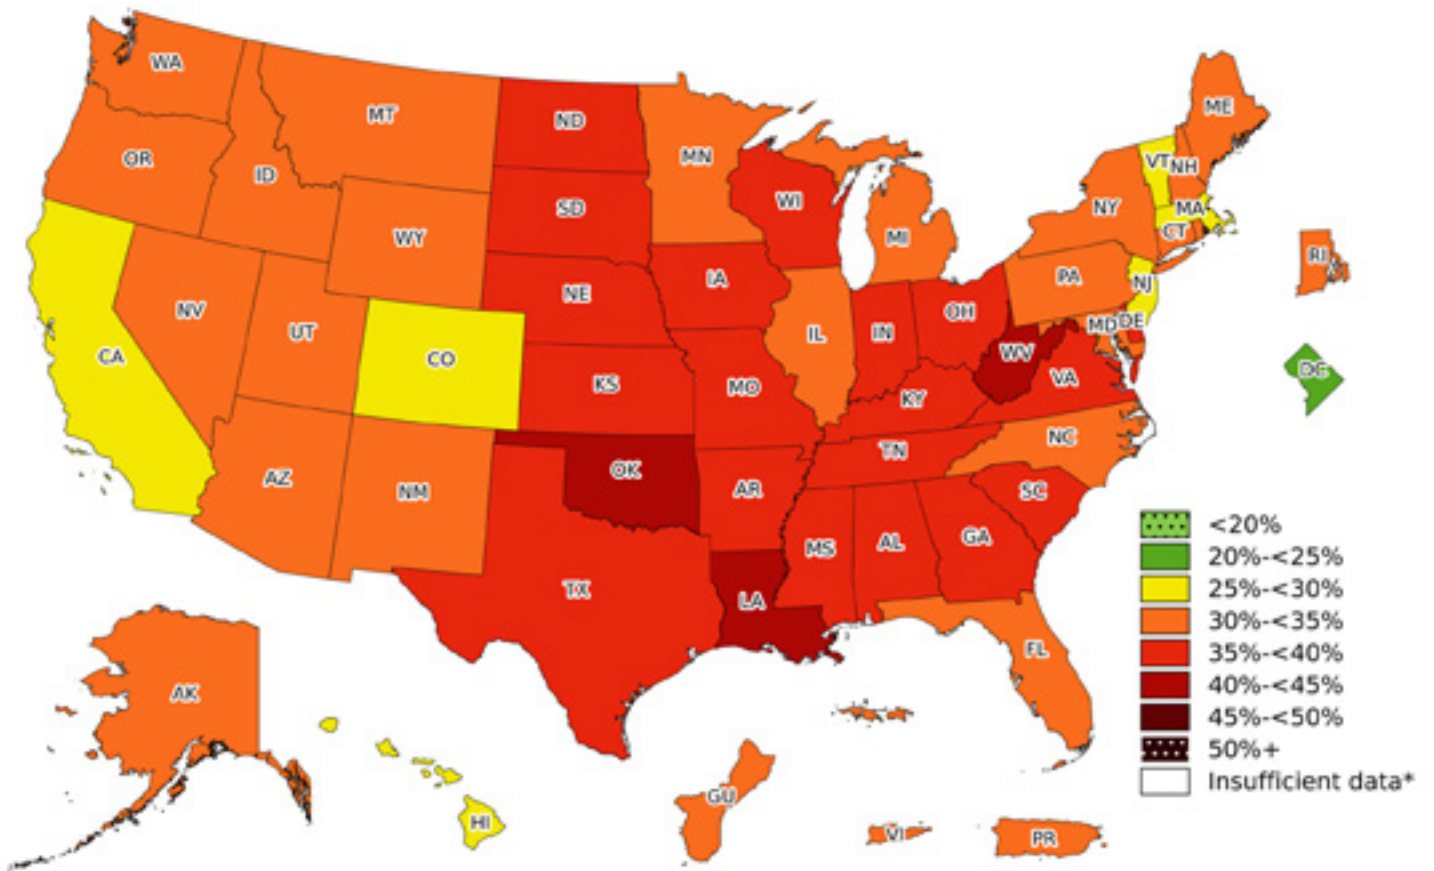 WA
MT
ND
ME
OR
ID
MN
VT
NH
SD
WI
NY
MA
CT
WY
MI
RI
IA
PA
NJ
NE
NV
UT
OH
MD
DE
IL
IN
CA
CO
WV
DC
KS
MO
VA
KY
NC
TN
OK
AZ
NM
AR
SC
MS
AL
GA
TX
LA
FL
AK
GU
HI
VI
PR
<20%
20%-<25%
25%-<30%
30%-<35%
35%-<40%
40%-<45%
45%-<50%
50%+
Insufficient data*